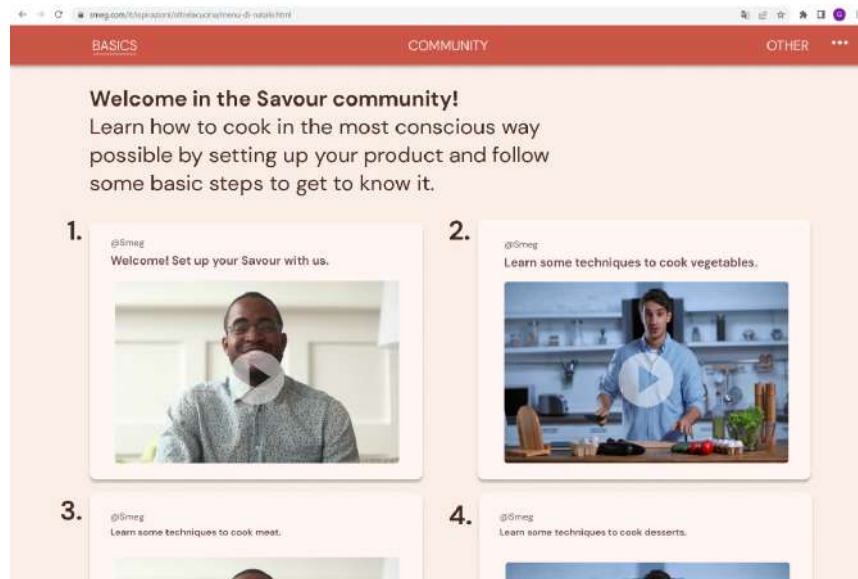 BASICS
COMMUNITY
OTHER
Welcome in the Savour community!
Learn how to cook in the most conscious way
possible by setting up your product and follow
some basic steps to get to know it.
1.
@Smeg
Welcome! Set up your Savour with us.
2.
@Smeg
Learn some techniques to cook vegetables.
3.
@Smeg
Learn some techniques to cook meat.
4.
@Smeg
Learn some techniques to cook desserts.